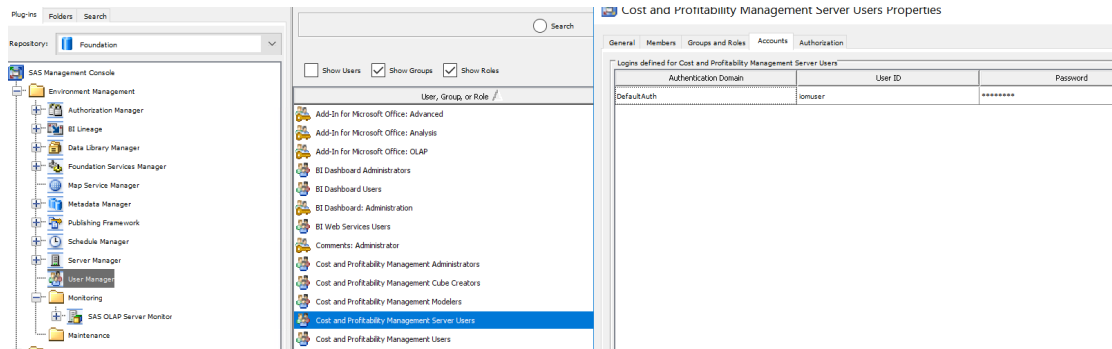 Plug-ins Folders Search
Repository: Foundation
SAS Management Console
Environment Management
Authorization Manager
BI Lineage
Data Library Manager
Foundation Services Manager
Map Service Manager
Metadata Manager
Publishing Framework
Schedule Manager
Server Manager
User Manager
Monitoring
SAS OLAP Server Monitor
Maintenance
Search
Show Users Show Groups Show Roles
User, Group, or Role
Add-In for Microsoft Office: Advanced
Add-In for Microsoft Office: Analysis
Add-In for Microsoft Office: OLAP
BI Dashboard Administrators
BI Dashboard Users
BI Dashboard: Administration
BI Web Services Users
Comments: Administrator
Cost and Profitability Management Administrators
Cost and Profitability Management Cube Creators
Cost and Profitability Management Modelers
Cost and Profitability Management Server Users
Cost and Profitability Management Users
Cost and Profitability Management Server Users Properties
General Members Groups and Roles Accounts Authorization
Logins defined for Cost and Profitability Management Server Users
Authentication Domain User ID Password
DefaultAuth iomuser ********